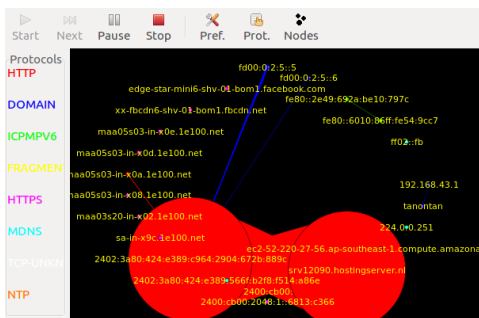 Start Next Pause Stop Pref. Prot. Nodes
Protocols
HTTP
DOMAIN
ICPMPV6
FRAGMEN
HTTPS
MDNS
TCP-UNKN
NTP
fd00:0:2:5::5
fd00:0:2:5::6
edge-star-mini6-shv-01-bom1.facebook.com
fe80::2e49:692a:be10:797c
xx-fbcdn6-shv-01-bom1.fbcdn.net
fe80::6010:86ff:fe54:9cc7
maa05s03-in-x0e.1e100.net
ff02::fb
maa05s03-in-x0d.1e100.net
maa05s03-in-x0a.1e100.net
192.168.43.1
maa05s03-in-x08.1e100.net
tanontan
maa03s20-in-x02.1e100.net
224.0.0.251
sa-in-x9c.1e100.net
ec2-52-220-27-56.ap-southeast-1.compute.amazona
2402:3a80:424:e389:c964:2904:672b:889c
srv12090.hostingserver.nl
2402:3a80:424:e389:566f:b2f8:f514:a86e
2400:cb00:
2400:cb00:2048:1::6813:c366